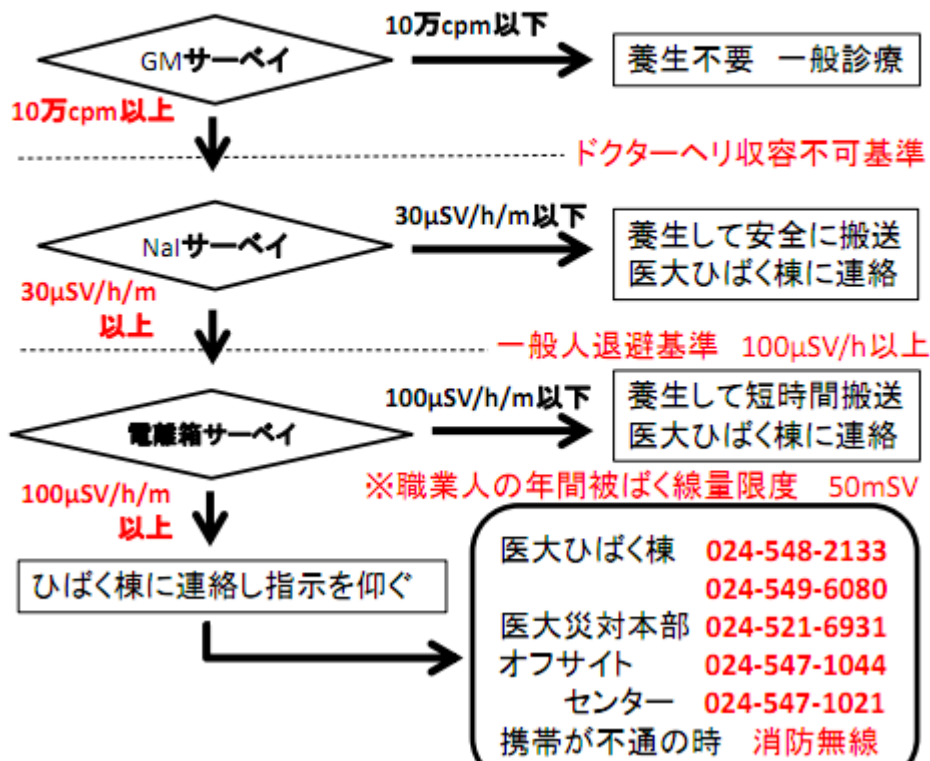 10万cpm以下
GMサーベイ
養生不要 一般診療
10万cpm以上
ドクターヘリ収容不可基準
30μSV/h/m以下
NaIサーベイ
養生して安全に搬送
医大ひばく棟に連絡
30μSV/h/m
以上
一般人退避基準 100μSV/h以上
100μSV/h/m以下
電離箱サーベイ
養生して短時間搬送
医大ひばく棟に連絡
100μSV/h/m
以上
※職業人の年間被ばく線量限度 50mSV
ひばく棟に連絡し指示を仰ぐ
医大ひばく棟 024-548-2133
024-549-6080
医大災対本部 024-521-6931
オフサイト 024-547-1044
センター 024-547-1021
携帯が不通の時 消防無線